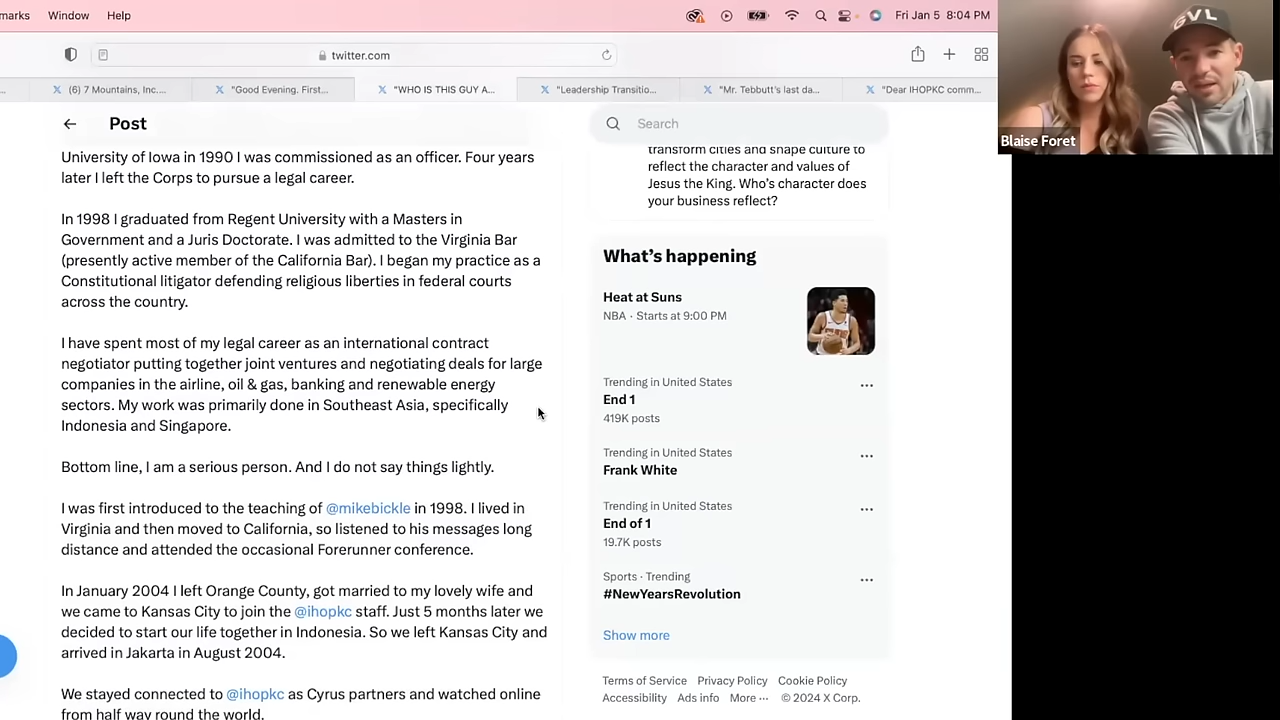 marks Window Help Fri Jan 5 8:04 PM
twitter.com
(6) 7 Mountains, Inc.... "Good Evening. First... "WHO IS THIS GUY A... "Leadership Transitio... "Mr. Tebbutt's last da... "Dear IHOPKC comm...
Post
University of Iowa in 1990 I was commissioned as an officer. Four years
later I left the Corps to pursue a legal career.
In 1998 I graduated from Regent University with a Masters in
Government and a Juris Doctorate. I was admitted to the Virginia Bar
(presently active member of the California Bar). I began my practice as a
Constitutional litigator defending religious liberties in federal courts
across the country.
I have spent most of my legal career as an international contract
negotiator putting together joint ventures and negotiating deals for large
companies in the airline, oil & gas, banking and renewable energy
sectors. My work was primarily done in Southeast Asia, specifically
Indonesia and Singapore.
Bottom line, I am a serious person. And I do not say things lightly.
I was first introduced to the teaching of @mikebickle in 1998. I lived in
Virginia and then moved to California, so listened to his messages long
distance and attended the occasional Forerunner conference.
In January 2004 I left Orange County, got married to my lovely wife and
we came to Kansas City to join the @ihopkc staff. Just 5 months later we
decided to start our life together in Indonesia. So we left Kansas City and
arrived in Jakarta in August 2004.
We stayed connected to @ihopkc as Cyrus partners and watched online
from half way round the world.
Search
transform cities and shape culture to
reflect the character and values of
Jesus the King. Who's character does
your business reflect?
What's happening
Heat at Suns
NBA · Starts at 9:00 PM
Trending in United States
End 1
419K posts
Trending in United States
Frank White
Trending in United States
End of 1
19.7K posts
Sports · Trending
#NewYearsRevolution
Show more
Terms of Service Privacy Policy Cookie Policy
Accessibility Ads info More ··· © 2024 X Corp.
GVL
Blaise Foret